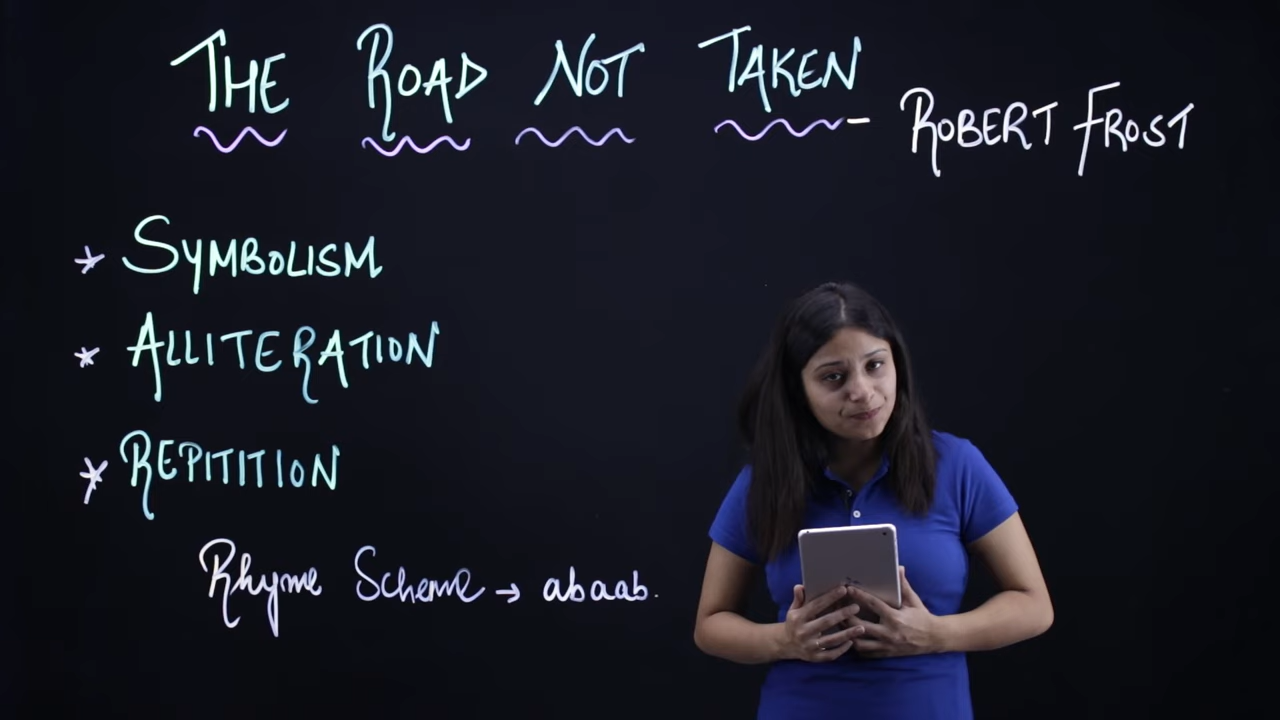 THE ROAD NOT TAKEN
- ROBERT FROST
* SYMBOLISM
* ALLITERATION
* REPITITION
Rhyme Scheme → abaab.